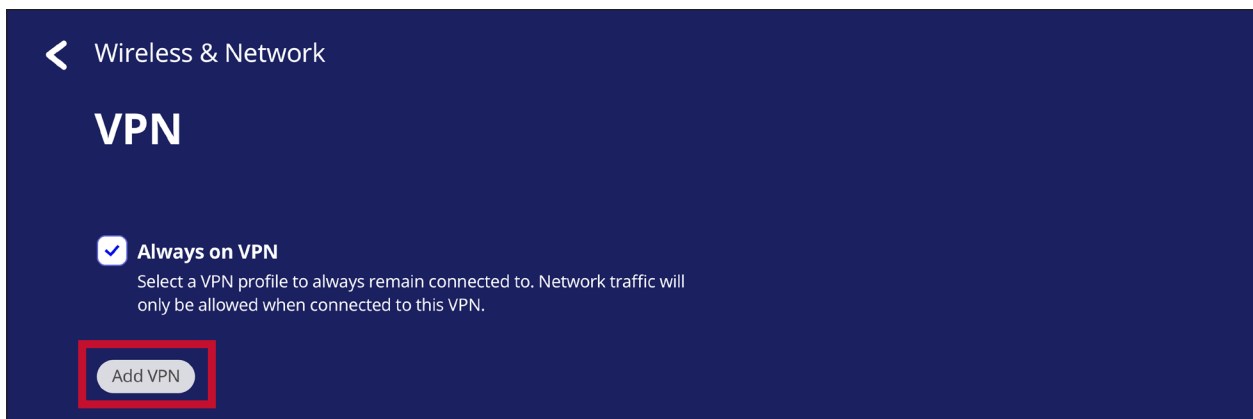 Wireless & Network
VPN
Always on VPN
Select a VPN profile to always remain connected to. Network traffic will
only be allowed when connected to this VPN.
Add VPN